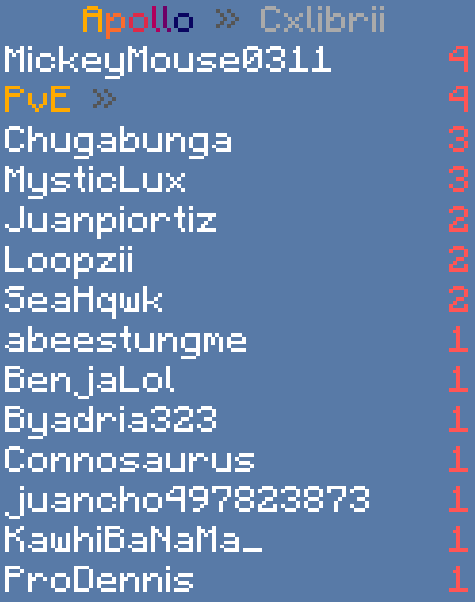 Apollo » Cxlibrii
MickeyMouse0311 4
PvE » 4
Chugabunga 3
MysticLux 3
Juanpiortiz 2
Loopzii 2
SeaHqwk 2
abeestungme 1
BenjaLol 1
Byadria323 1
Connosaurus 1
juancho497823873 1
KawhiBaNaMa_ 1
ProDennis 1